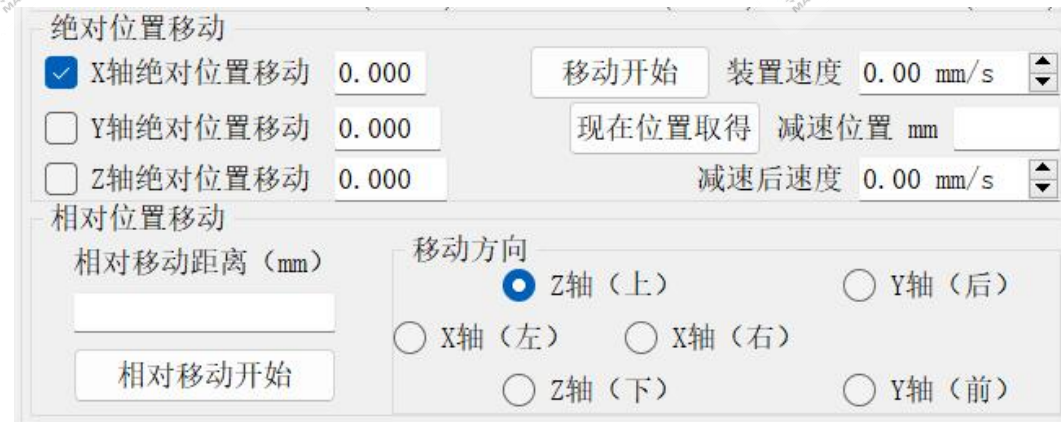 绝对位置移动
X轴绝对位置移动 0.000 移动开始 装置速度 0.00 mm/s
Y轴绝对位置移动 0.000 现在位置取得 减速位置 mm
Z轴绝对位置移动 0.000 减速后速度 0.00 mm/s
相对位置移动
相对移动距离（mm）
相对移动开始
移动方向
Z轴（上） Y轴（后）
X轴（左） X轴（右）
Z轴（下） Y轴（前）